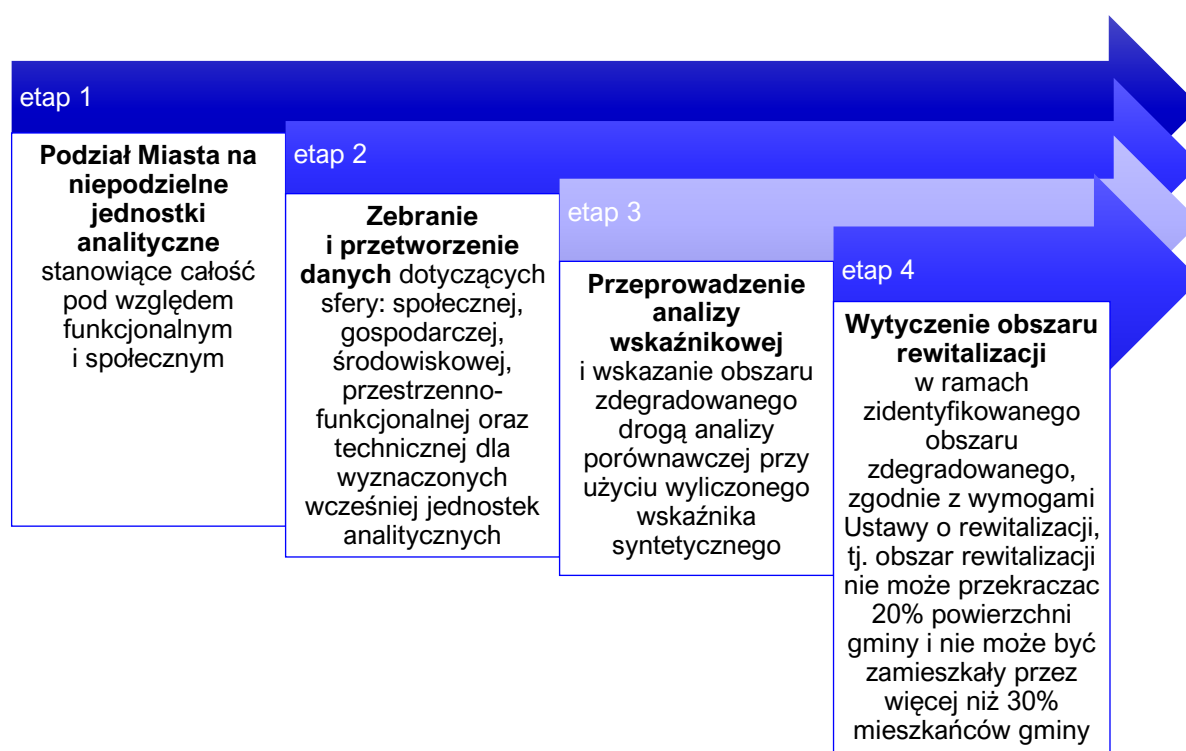 etap 1
Podział Miasta na
niepodzielne
jednostki
analityczne
stanowiące całość
pod względem
funkcjonalnym
i społecznym
etap 2
Zebranie
i przetworzenie
danych dotyczących
sfery: społecznej,
gospodarczej,
środowiskowej,
przestrzenno-
funkcjonalnej oraz
technicznej dla
wyznaczonych
wcześniej jednostek
analitycznych
etap 3
Przeprowadzenie
analizy
wskaźnikowej
i wskazanie obszaru
zdegradowanego
drogą analizy
porównawczej przy
użyciu wyliczonego
wskaźnika
syntetycznego
etap 4
Wytyczenie obszaru
rewitalizacji
w ramach
zidentyfikowanego
obszaru
zdegradowanego,
zgodnie z wymogami
Ustawy o rewitalizacji,
tj. obszar rewitalizacji
nie może przekraczac
20% powierzchni
gminy i nie może być
zamieszkały przez
więcej niż 30%
mieszkańców gminy